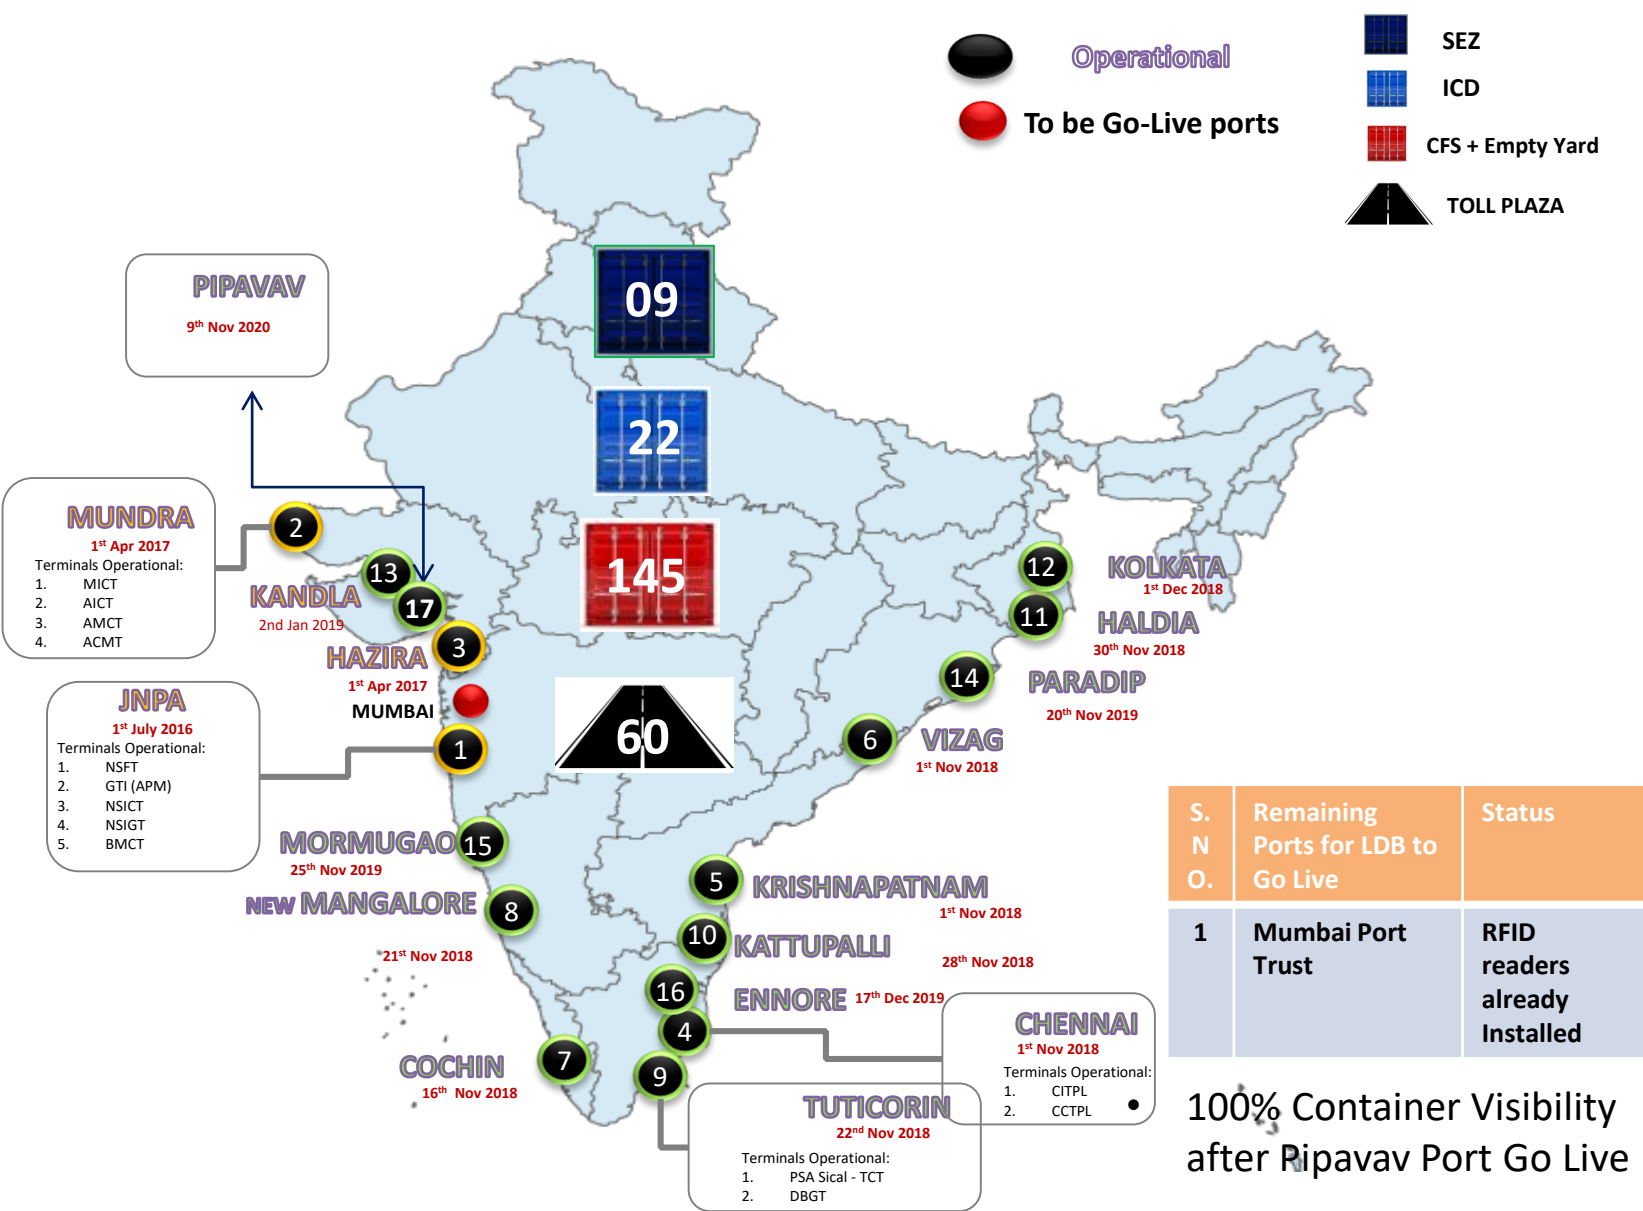 Operational
To be Go-Live ports
SEZ
ICD
CFS + Empty Yard
TOLL PLAZA
PIPAVAV
9th Nov 2020
09
22
145
60
MUNDRA
1st Apr 2017
Terminals Operational:
1. MICT
2. AICT
3. AMCT
4. ACMT
2
13
KANDLA
2nd Jan 2019
17
3
HAZIRA
1st Apr 2017
MUMBAI
JNPA
1st July 2016
Terminals Operational:
1. NSFT
2. GTI (APM)
3. NSICT
4. NSIGT
5. BMCT
1
MORMUGAO
15
25th Nov 2019
NEW MANGALORE
8
21st Nov 2018
COCHIN
7
16th Nov 2018
12
KOLKATA
1st Dec 2018
11
HALDIA
30th Nov 2018
14
PARADIP
20th Nov 2019
6
VIZAG
1st Nov 2018
5
KRISHNAPATNAM
1st Nov 2018
10
KATTUPALLI
28th Nov 2018
16
ENNORE 17th Dec 2019
4
CHENNAI
1st Nov 2018
Terminals Operational:
1. CITPL
2. CCTPL
9
TUTICORIN
22nd Nov 2018
Terminals Operational:
1. PSA Sical - TCT
2. DBGT
S.
N
O.
Remaining
Ports for LDB to
Go Live
Status
1
Mumbai Port
Trust
RFID
readers
already
Installed
100% Container Visibility
after Pipavav Port Go Live